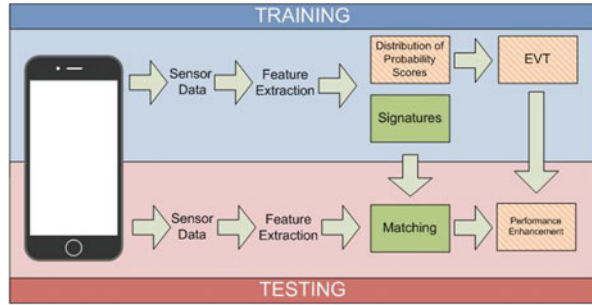 TRAINING
Sensor
Data
Feature
Extraction
Distribution of
Probability
Scores
EVT
Signatures
Sensor
Data
Feature
Extraction
Matching
Performance
Enhancement
TESTING